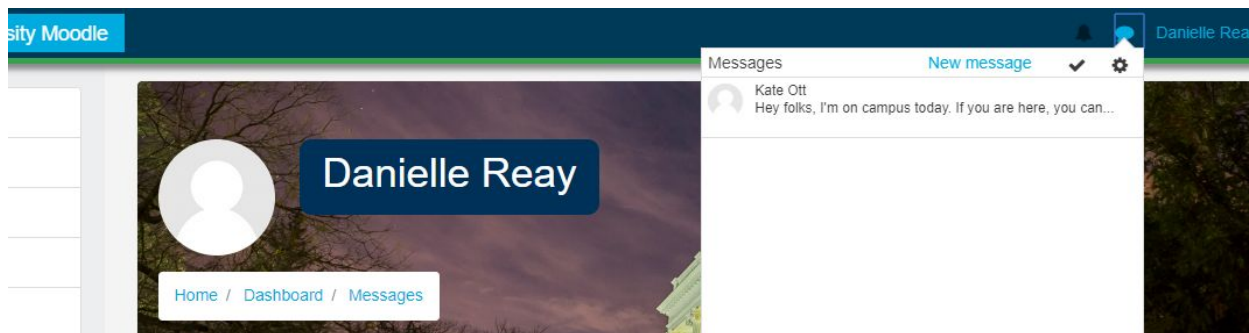 sity Moodle
Danielle Rea
Messages New message
Kate Ott
Hey folks, I'm on campus today. If you are here, you can...
Danielle Reay
Home / Dashboard / Messages